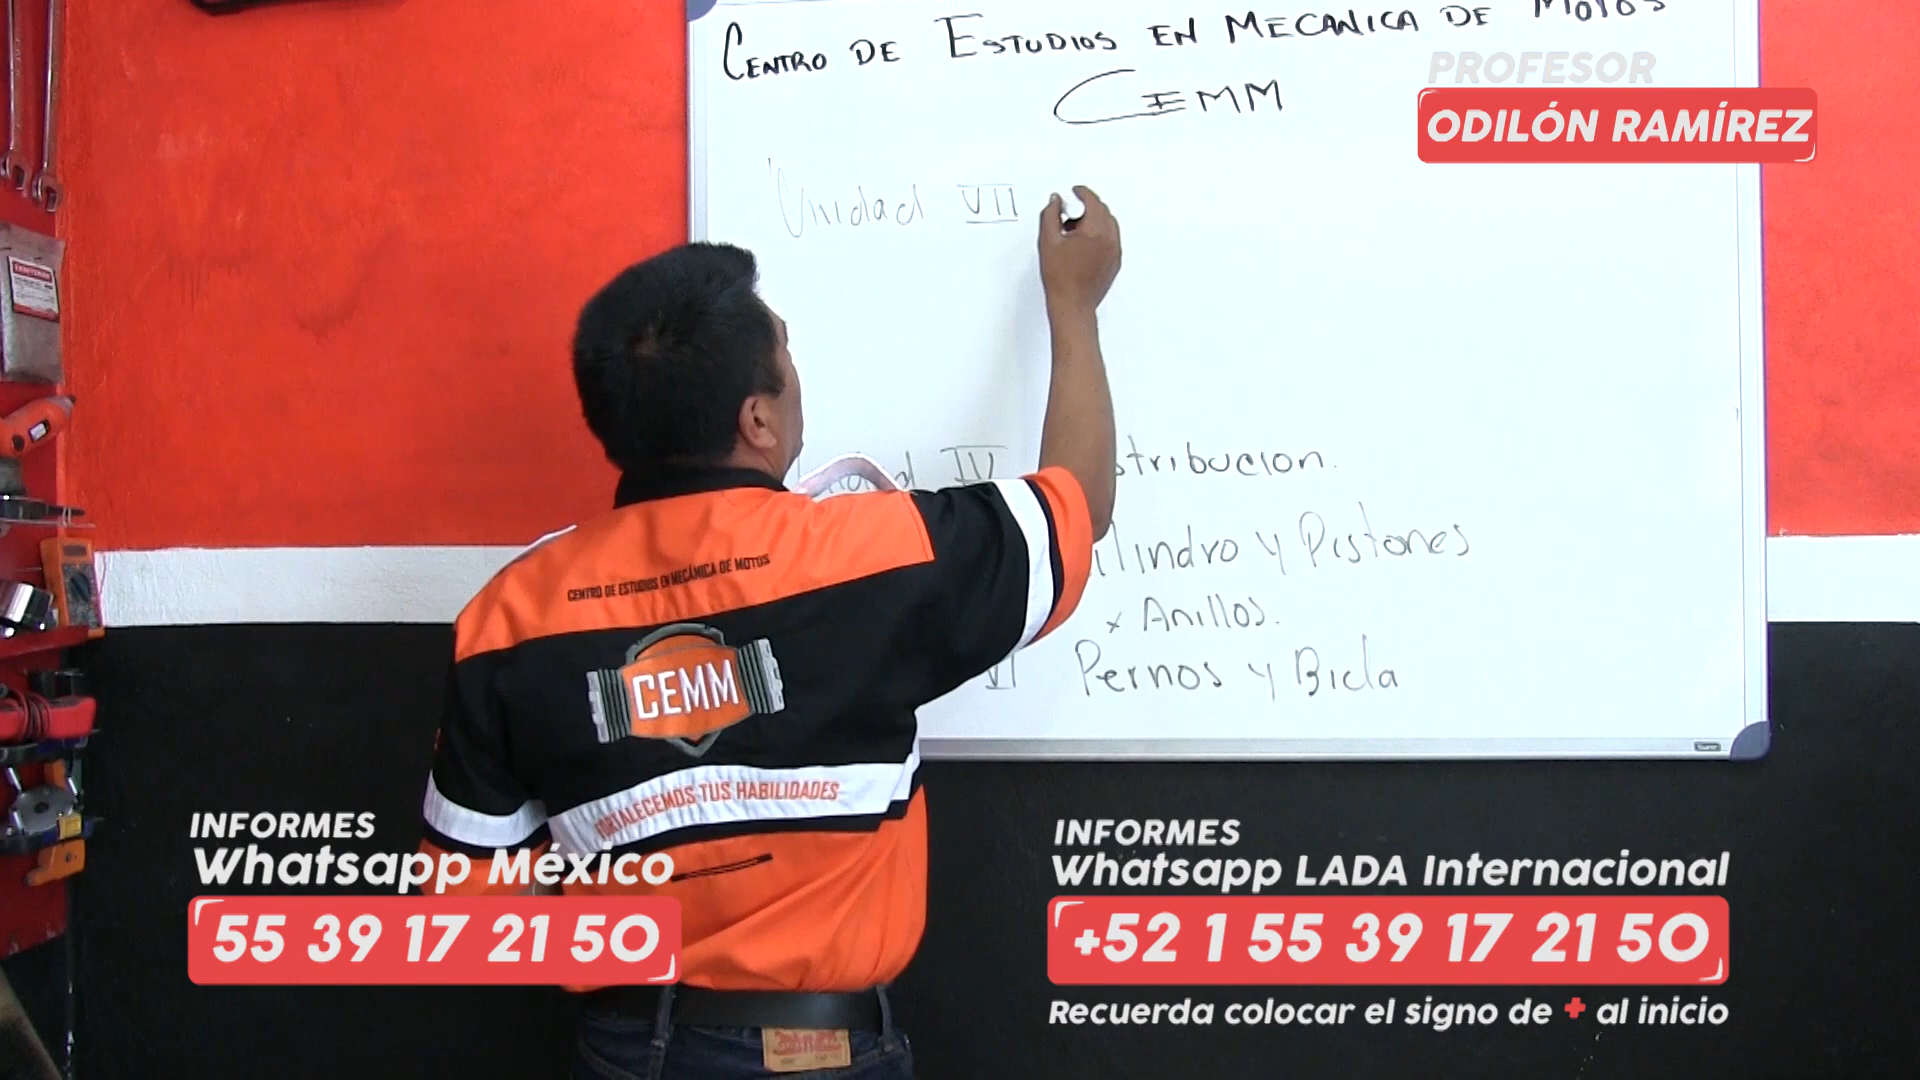 CENTRO DE ESTUDIOS EN MECANICA DE MOTOS
CEMM
PROFESOR
ODILÓN RAMÍREZ
Unidad VII
Unidad IV Distribucion.
Cilindro y Pistones
x Anillos.
VI Pernos y Biela
CENTRO DE ESTUDIOS EN MECÁNICA DE MOTOS
CEMM
FORTALECEMOS TUS HABILIDADES
INFORMES
Whatsapp México
55 39 17 21 50
INFORMES
Whatsapp LADA Internacional
+52 1 55 39 17 21 50
Recuerda colocar el signo de + al inicio